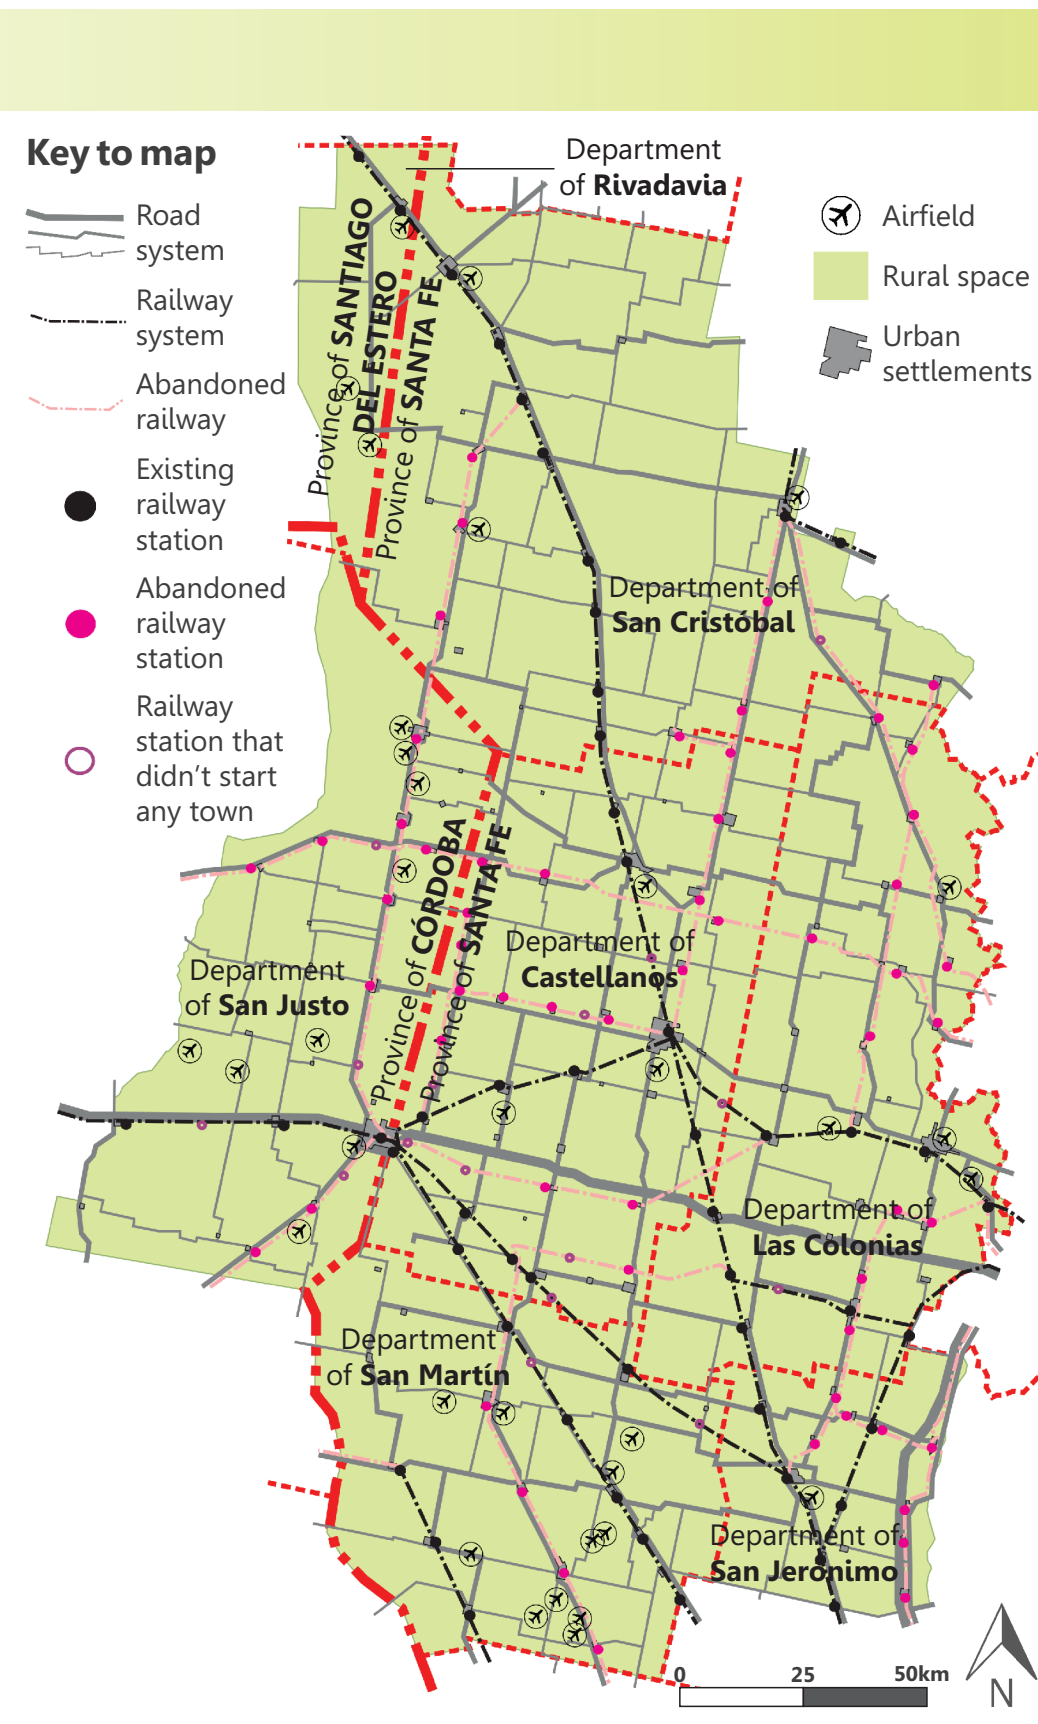 Key to map
Road
system
Railway
system
Abandoned
railway
Existing
railway
station
Abandoned
railway
station
Railway
station that
didn't start
any town
Department
of Rivadavia
Airfield
Rural space
Urban
settlements
Province of SANTIAGO
DEL ESTERO
Province of SANTA FE
Department of
San Cristóbal
Province of CÓRDOBA
Province of SANTA FE
Department of
Castellanos
Department
of San Justo
Department of
Las Colonias
Department
of San Martín
Department of
San Jerónimo
0 25 50km
N